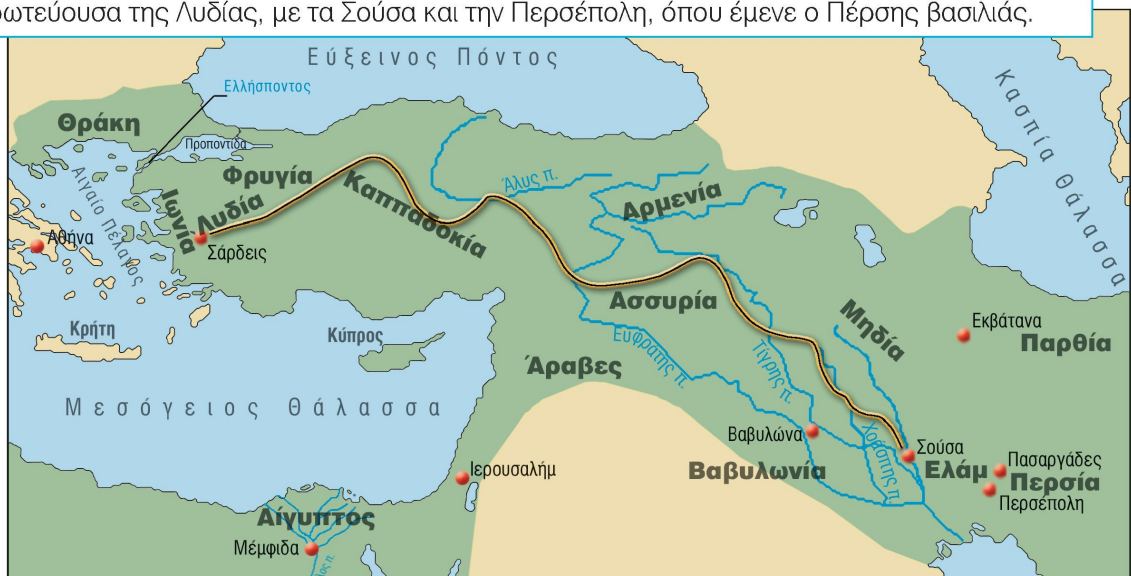 πρωτεύουσα της Λυδίας, με τα Σούσα και την Περσέπολη, όπου έμενε ο Πέρσης βασιλιάς.
Εύξεινος Πόντος
Κασπία Θάλασσα
Ελλήσποντος
Θράκη
Προποντίδα
Αιγαίο Πέλαγος
Φρυγία
Καππαδοκία
Άλυς π.
Αρμενία
Ιωνία
Λυδία
Αθήνα
Σάρδεις
Ασσυρία
Μηδία
Εκβάτανα
Παρθία
Κρήτη
Κύπρος
Ευφράτης π.
Τίγρης π.
Άραβες
Μεσόγειος Θάλασσα
Βαβυλώνα
Χοάσπης π.
Σούσα
Ιερουσαλήμ
Βαβυλωνία
Ελάμ
Πασαργάδες
Περσία
Περσέπολη
Αίγυπτος
Μέμφιδα